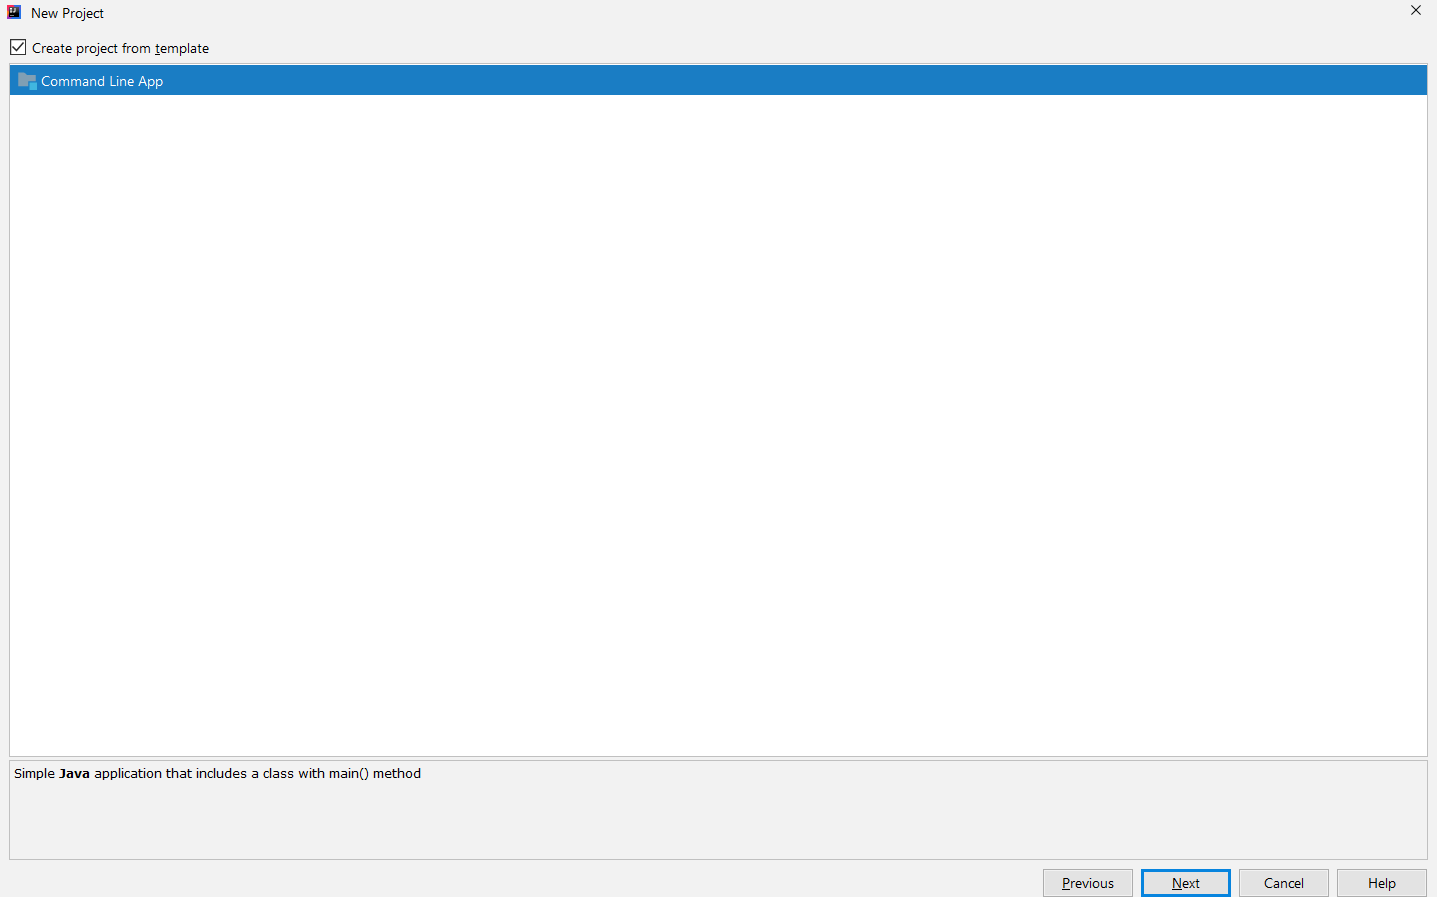 New Project
Create project from template
Command Line App
Simple Java application that includes a class with main() method
Previous Next Cancel Help